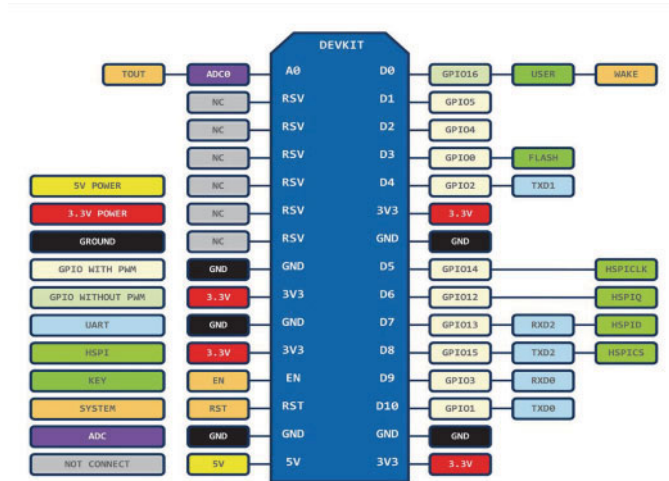 DEVKIT
TOUT ADC0 A0 D0 GPIO16 USER WAKE
NC RSV D1 GPIO5
NC RSV D2 GPIO4
NC RSV D3 GPIO0 FLASH
5V POWER NC RSV D4 GPIO2 TXD1
3.3V POWER NC RSV 3V3 3.3V
GROUND NC RSV GND GND
GPIO WITH PWM GND GND D5 GPIO14 HSPICLK
GPIO WITHOUT PWM 3.3V 3V3 D6 GPIO12 HSPIQ
UART GND GND D7 GPIO13 RXD2 HSPID
HSPI 3.3V 3V3 D8 GPIO15 TXD2 HSPICS
KEY EN EN D9 GPIO3 RXD0
SYSTEM RST RST D10 GPIO1 TXD0
ADC GND GND GND GND
NOT CONNECT 5V 5V 3V3 3.3V